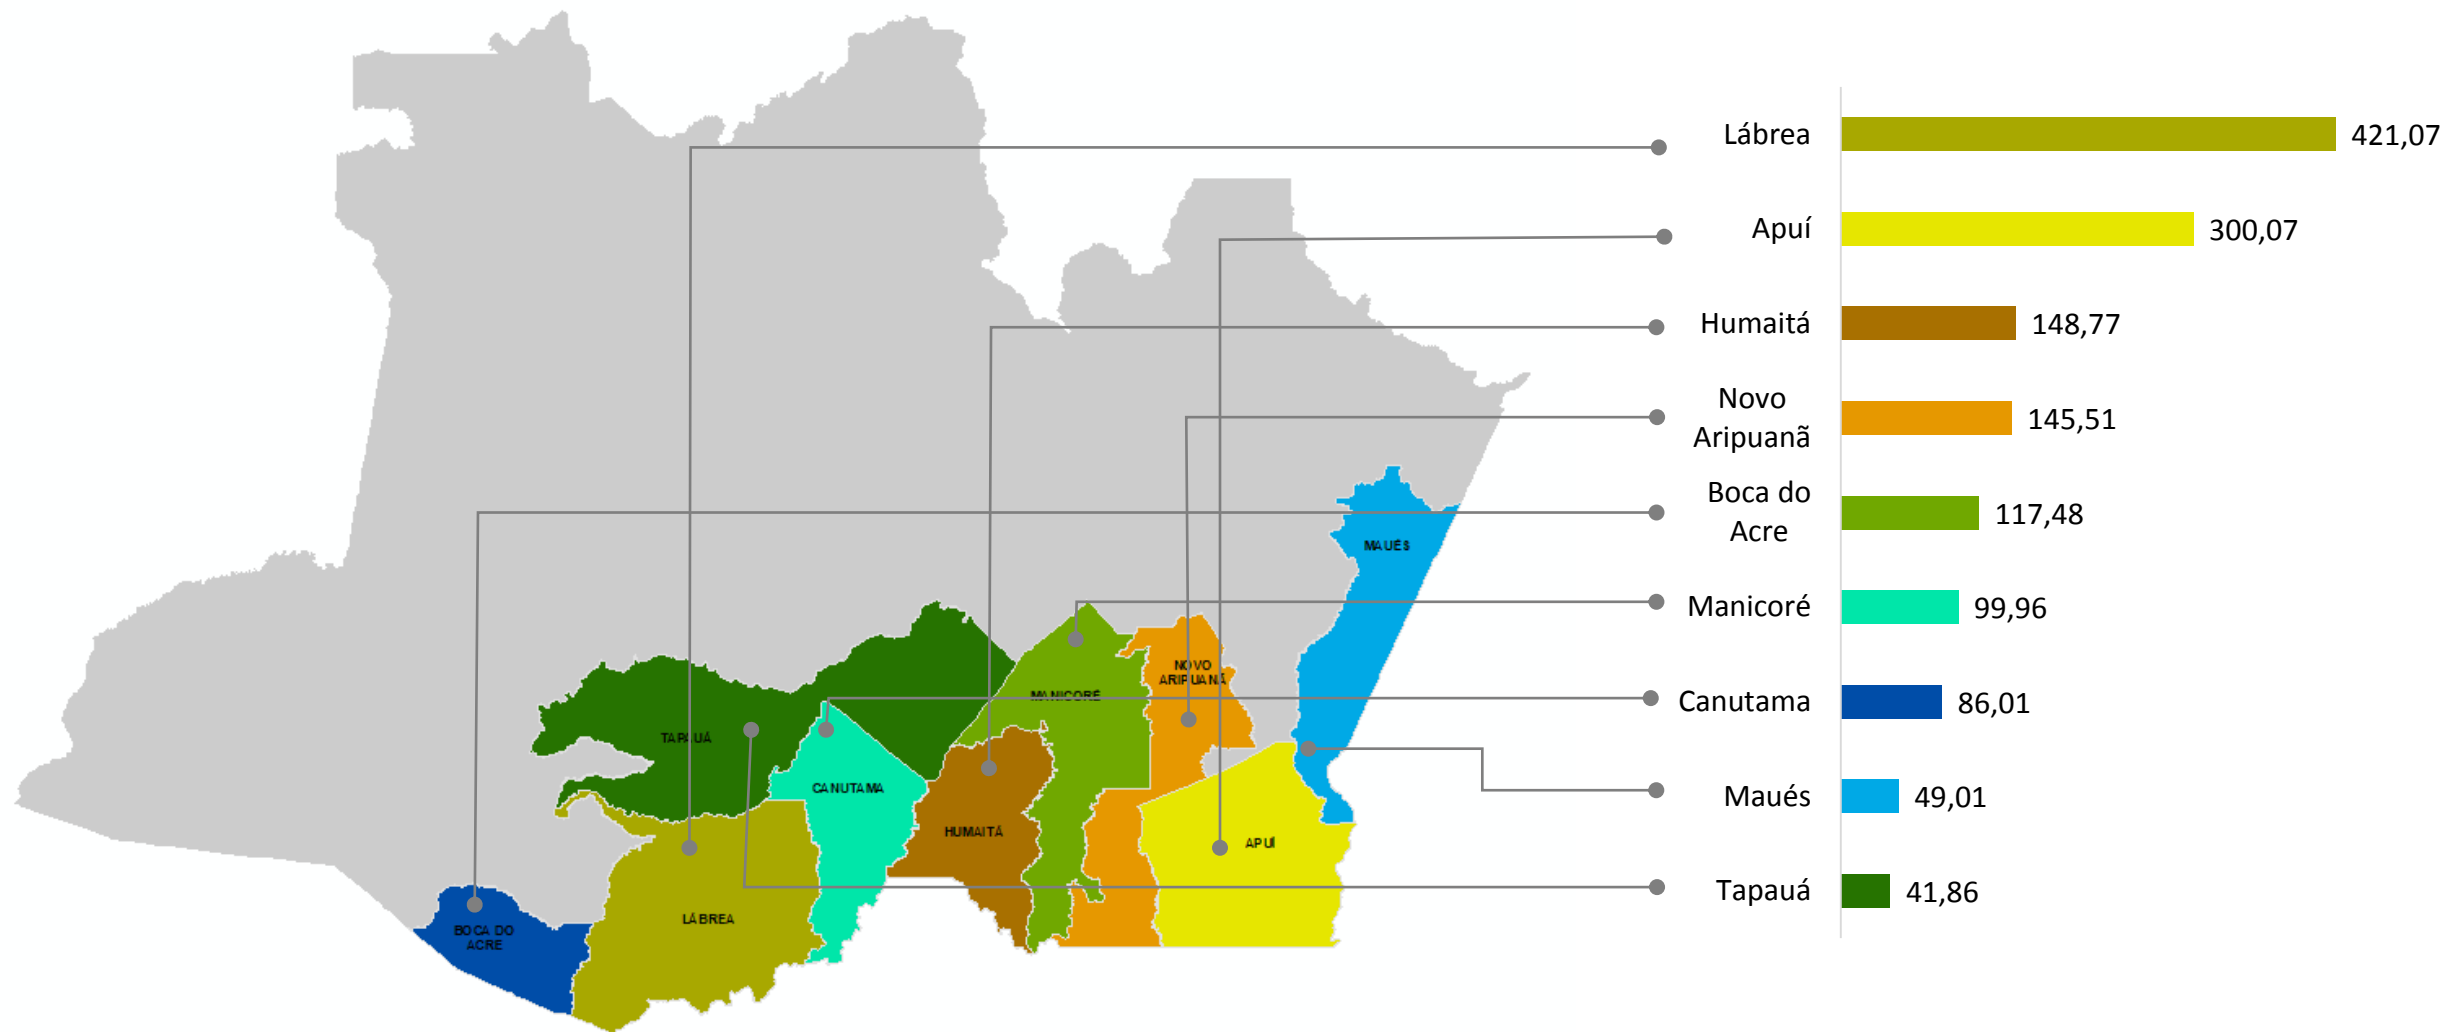 Lábrea
421,07
Apuí
300,07
Humaitá
148,77
Novo
Aripuanã
145,51
Boca do
Acre
117,48
Manicoré
99,96
Canutama
86,01
Maués
49,01
Tapauá
41,86
MAUÉS
NOVO
ARIPUANÃ
MANICORÉ
TAPAUÁ
CANUTAMA
HUMAITÁ
APUÍ
LÁBREA
BOCA DO
ACRE